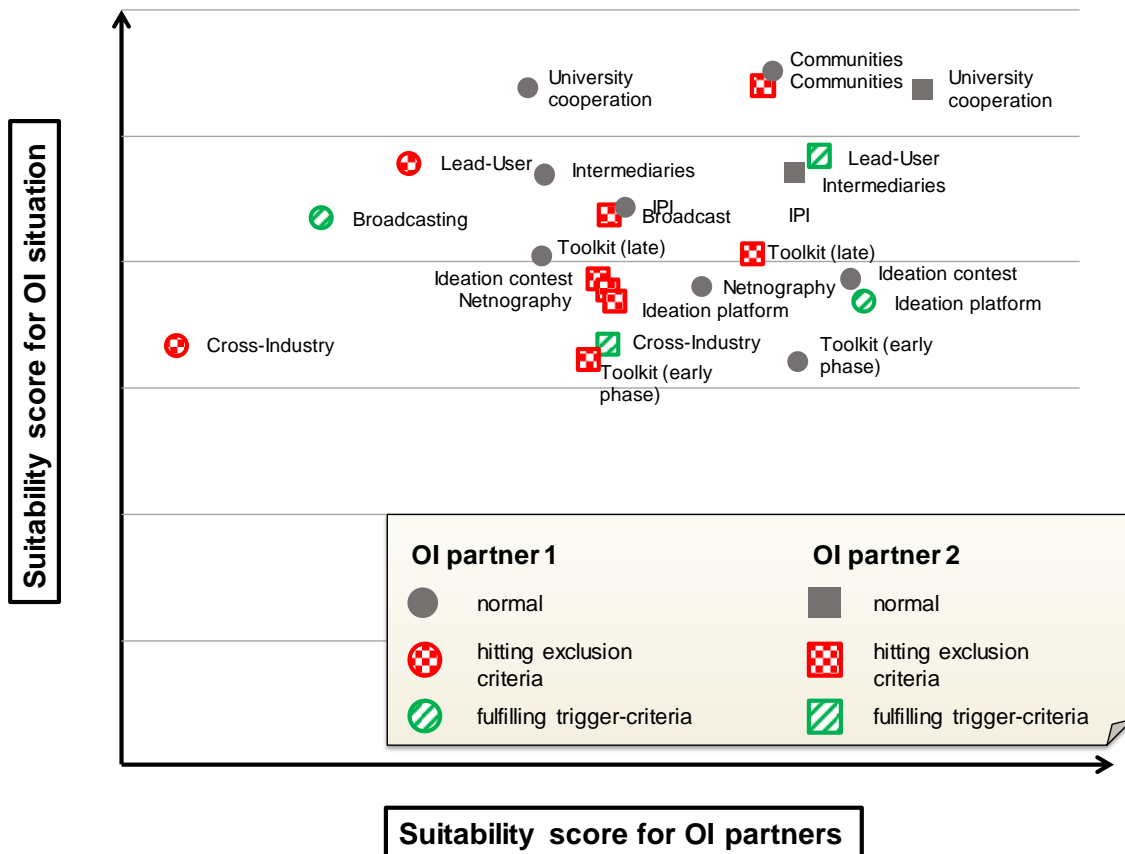 Suitability score for OI situation
Communities
Communities
University
cooperation
University
cooperation
Lead-User
Intermediaries
Lead-User
Intermediaries
Broadcasting
IPI
Broadcast
IPI
Toolkit (late)
Toolkit (late)
Ideation contest
Netnography
Ideation platform
Netnography
Ideation contest
Ideation platform
Cross-Industry
Cross-Industry
Toolkit (early
phase)
Toolkit (early
phase)
OI partner 1
OI partner 2
normal
normal
hitting exclusion
criteria
hitting exclusion
criteria
fulfilling trigger-criteria
fulfilling trigger-criteria
Suitability score for OI partners